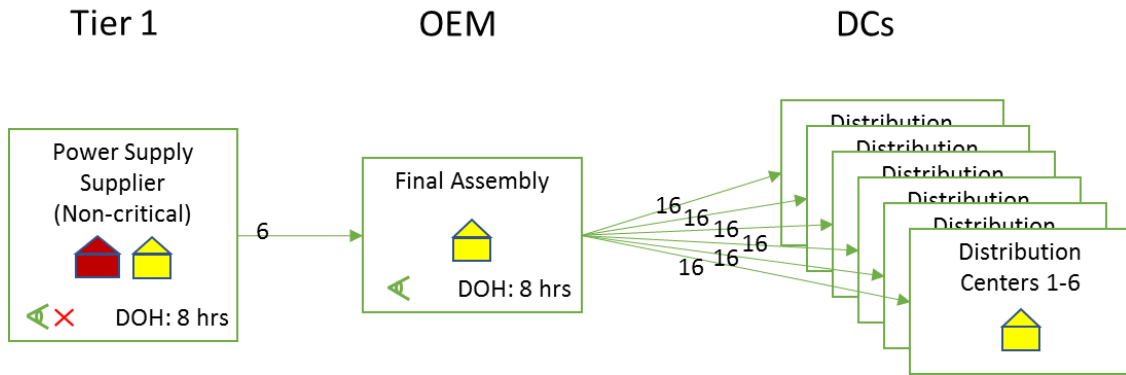 Tier 1
OEM
DCs
Power Supply
Supplier
(Non-critical)
DOH: 8 hrs
6
Final Assembly
DOH: 8 hrs
16
16
16
16
16
16
Distribution
Distribution
Distribution
Distribution
Distribution
Distribution
Centers 1-6